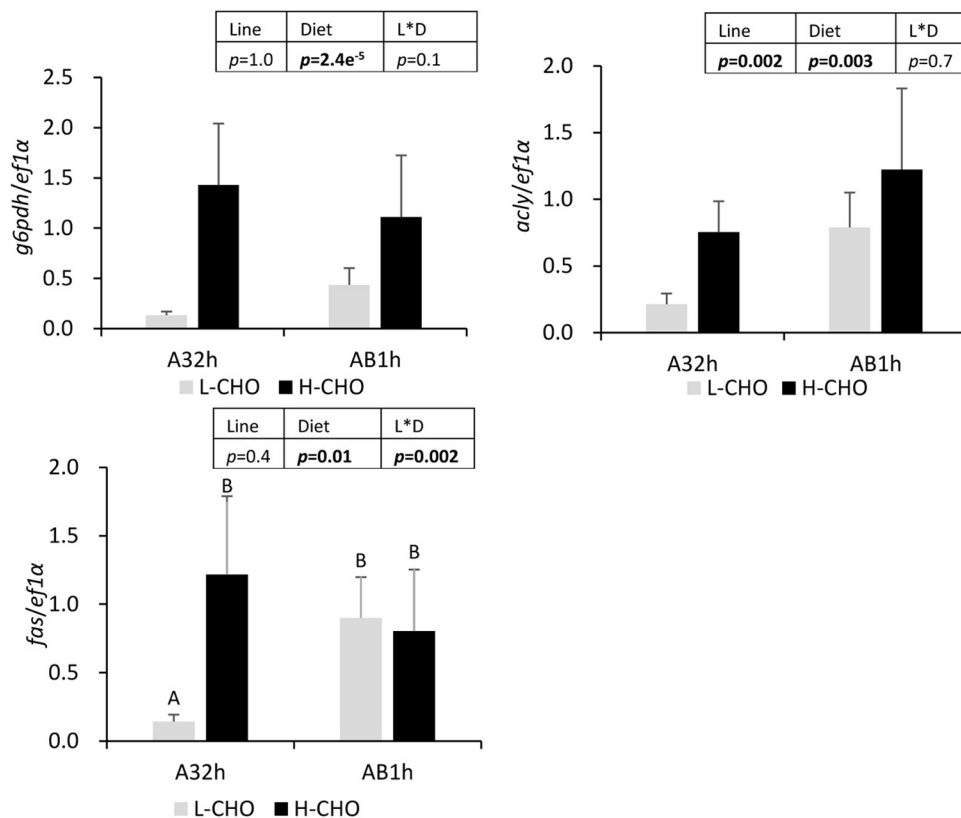 Line Diet L*D
p=1.0 p=2.4e-5 p=0.1
2.5
2.0
1.5
1.0
0.5
0.0
g6pdh/ef1α
A32h AB1h
L-CHO H-CHO
Line Diet L*D
p=0.002 p=0.003 p=0.7
2.0
1.5
1.0
0.5
0.0
acly/ef1α
A32h AB1h
L-CHO H-CHO
Line Diet L*D
p=0.4 p=0.01 p=0.002
2.0
1.5
1.0
0.5
0.0
fas/ef1α
A B B B
A32h AB1h
L-CHO H-CHO